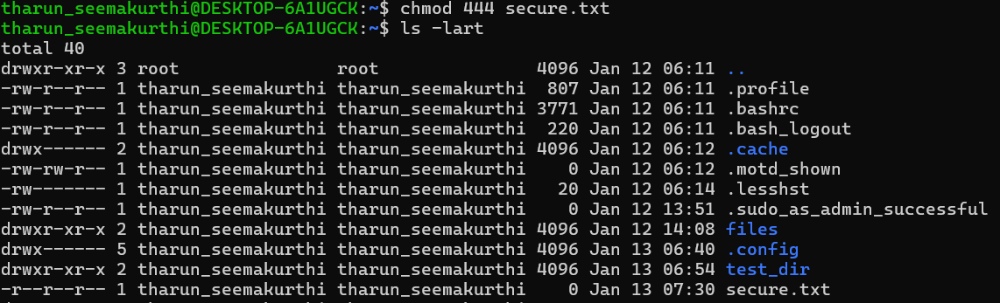 tharun_seemakurthi@DESKTOP-6A1UGCK:~$ chmod 444 secure.txt
tharun_seemakurthi@DESKTOP-6A1UGCK:~$ ls -lart
total 40
drwxr-xr-x 3 root               root               4096 Jan 12 06:11 ..
-rw-r--r-- 1 tharun_seemakurthi tharun_seemakurthi  807 Jan 12 06:11 .profile
-rw-r--r-- 1 tharun_seemakurthi tharun_seemakurthi 3771 Jan 12 06:11 .bashrc
-rw-r--r-- 1 tharun_seemakurthi tharun_seemakurthi  220 Jan 12 06:11 .bash_logout
drwx------ 2 tharun_seemakurthi tharun_seemakurthi 4096 Jan 12 06:12 .cache
-rw-rw-r-- 1 tharun_seemakurthi tharun_seemakurthi    0 Jan 12 06:12 .motd_shown
-rw------- 1 tharun_seemakurthi tharun_seemakurthi   20 Jan 12 06:14 .lesshst
-rw-r--r-- 1 tharun_seemakurthi tharun_seemakurthi    0 Jan 12 13:51 .sudo_as_admin_successful
drwxr-xr-x 2 tharun_seemakurthi tharun_seemakurthi 4096 Jan 12 14:08 files
drwx------ 5 tharun_seemakurthi tharun_seemakurthi 4096 Jan 13 06:40 .config
drwxr-xr-x 2 tharun_seemakurthi tharun_seemakurthi 4096 Jan 13 06:54 test_dir
-r--r--r-- 1 tharun_seemakurthi tharun_seemakurthi    0 Jan 13 07:30 secure.txt